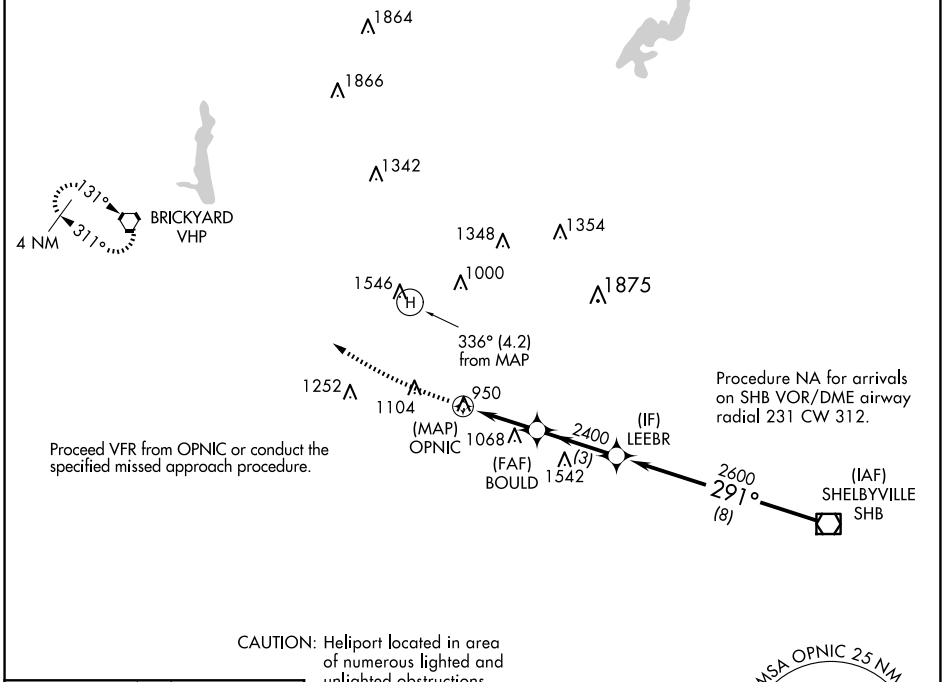 1864
1866
1342
131°
BRICKYARD
VHP
4 NM
311°
1348
1354
1546
1000
1875
H
336° (4.2)
from MAP
1252
1104
950
Procedure NA for arrivals
on SHB VOR/DME airway
radial 231 CW 312.
(MAP)
OPNIC
1068
2400
(3)
(IF)
LEEBR
Proceed VFR from OPNIC or conduct the
specified missed approach procedure.
(FAF)
BOULD
1542
2600
291°
(8)
(IAF)
SHELBYVILLE
SHB
CAUTION: Heliport located in area
of numerous lighted and
unlighted obstructions
MSA OPNIC 25 NM